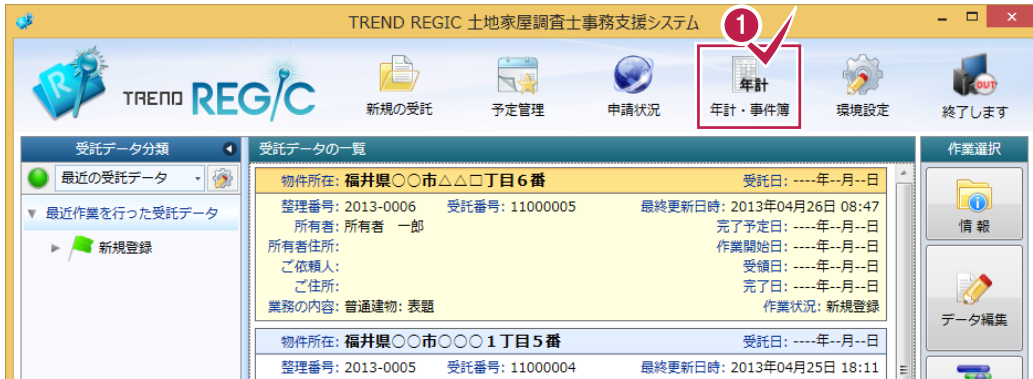 TREND REGIC 土地家屋調査士事務支援システム
1
TREND REGIC
新規の受託
予定管理
申請状況
年計
年計・事件簿
環境設定
OUT
終了します
受託データ分類
最近の受託データ
最近作業を行った受託データ
新規登録
受託データの一覧
物件所在: 福井県○○市△△□丁目6番 受託日: ----年--月--日
整理番号: 2013-0006 受託番号: 11000005 最終更新日時: 2013年04月26日 08:47
所有者: 所有者 一郎 完了予定日: ----年--月--日
所有者住所: 作業開始日: ----年--月--日
ご依頼人: 受領日: ----年--月--日
ご住所: 完了日: ----年--月--日
業務の内容: 普通建物: 表題 作業状況: 新規登録
物件所在: 福井県○○市○○○1丁目5番 受託日: ----年--月--日
整理番号: 2013-0005 受託番号: 11000004 最終更新日時: 2013年04月25日 18:11
作業選択
情報
データ編集